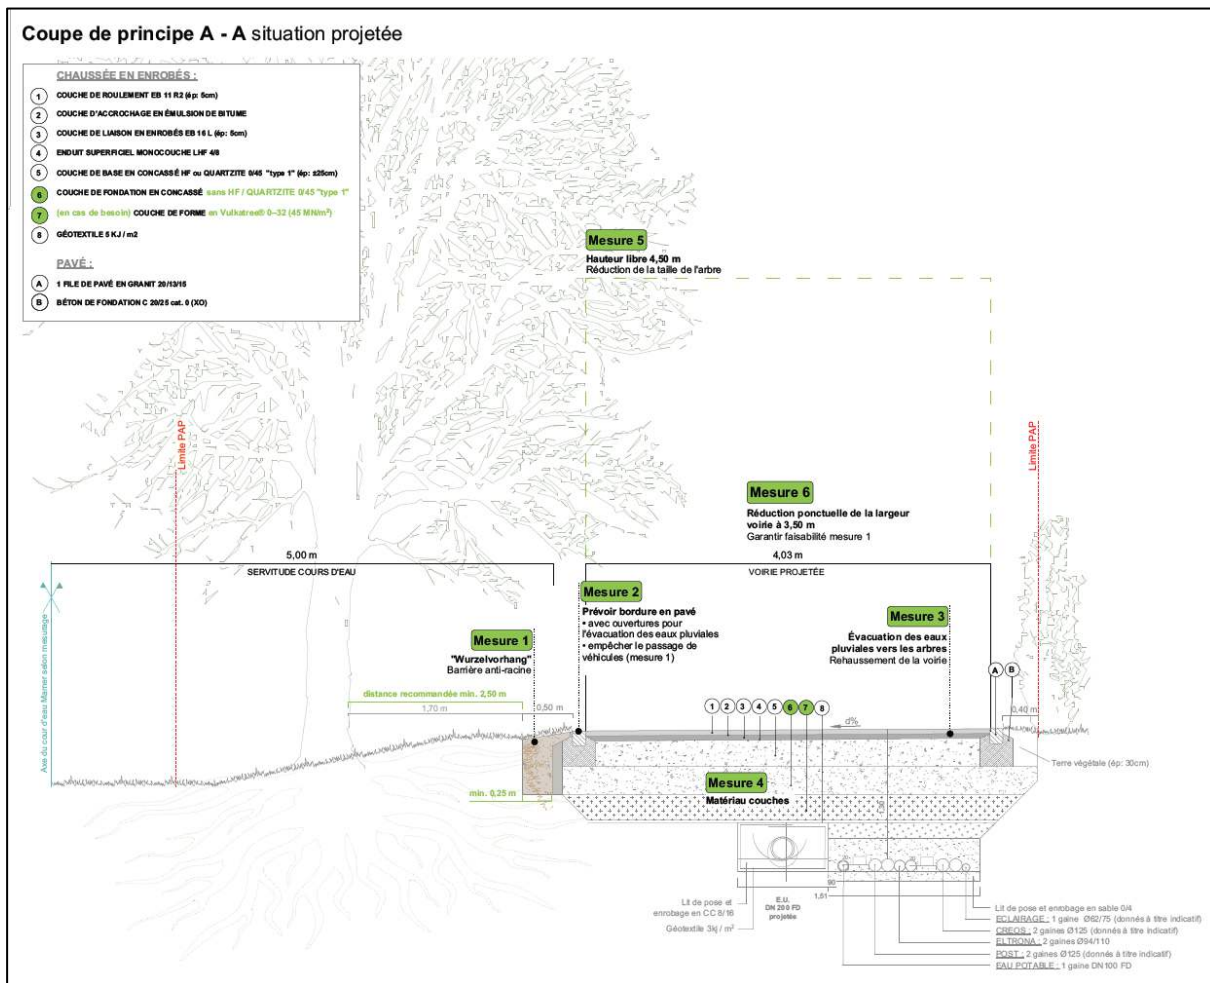 Coupe de principe A - A situation projetée
CHAUSSÉE EN ENROBÉS :
1 COUCHE DE ROULEMENT EB 11 R2 (ép: 5cm)
2 COUCHE D'ACCROCHAGE EN ÉMULSION DE BITUME
3 COUCHE DE LIAISON EN ENROBÉS EB 16 L (ép: 5cm)
4 ENDUIT SUPERFICIEL MONOCOUCHE LHF 4/8
5 COUCHE DE BASE EN CONCASSÉ HF ou QUARTZITE 0/45 "type 1" (ép: ±25cm)
6 COUCHE DE FONDATION EN CONCASSÉ sans HF / QUARTZITE 0/45 "type 1"
7 (en cas de besoin) COUCHE DE FORME en Vulkatree® 0–32 (45 MN/m²)
8 GÉOTEXTILE 5 KJ / m2
PAVÉ :
A 1 FILE DE PAVÉ EN GRANIT 20/13/15
B BÉTON DE FONDATION C 20/25 cat. 0 (XO)
Mesure 5
Hauteur libre 4,50 m
Réduction de la taille de l'arbre
Limite PAP
Limite PAP
Mesure 6
Réduction ponctuelle de la largeur
voirie à 3,50 m
Garantir faisabilité mesure 1
5,00 m
SERVITUDE COURS D'EAU
4,03 m
VOIRIE PROJETÉE
Axe du cour d'eau Mamer selon mesurage
Mesure 2
Prévoir bordure en pavé
• avec ouvertures pour
l'évacuation des eaux pluviales
• empêcher le passage de
véhicules (mesure 1)
Mesure 1
"Wurzelvorhang"
Barrière anti-racine
Mesure 3
Évacuation des eaux
pluviales vers les arbres
Rehaussement de la voirie
A B
distance recommandée min. 2,50 m
1,70 m
0,50 m
1 2 3 4 5 6 7 8
d%
0,40 m
Terre végétale (ép: 30cm)
Mesure 4
Matériau couches
min. 0,25 m
90
1,51
Lit de pose et
enrobage en CC 8/16
Géotextile 3kj / m²
E.U.
DN 200 FD
projetée
Lit de pose et enrobage en sable 0/4
ECLAIRAGE : 1 gaine Ø62/75 (donnés à titre indicatif)
CREOS : 2 gaines Ø125 (donnés à titre indicatif)
ELTRONA : 2 gaines Ø94/110
POST : 2 gaines Ø125 (donnés à titre indicatif)
EAU POTABLE : 1 gaine DN 100 FD